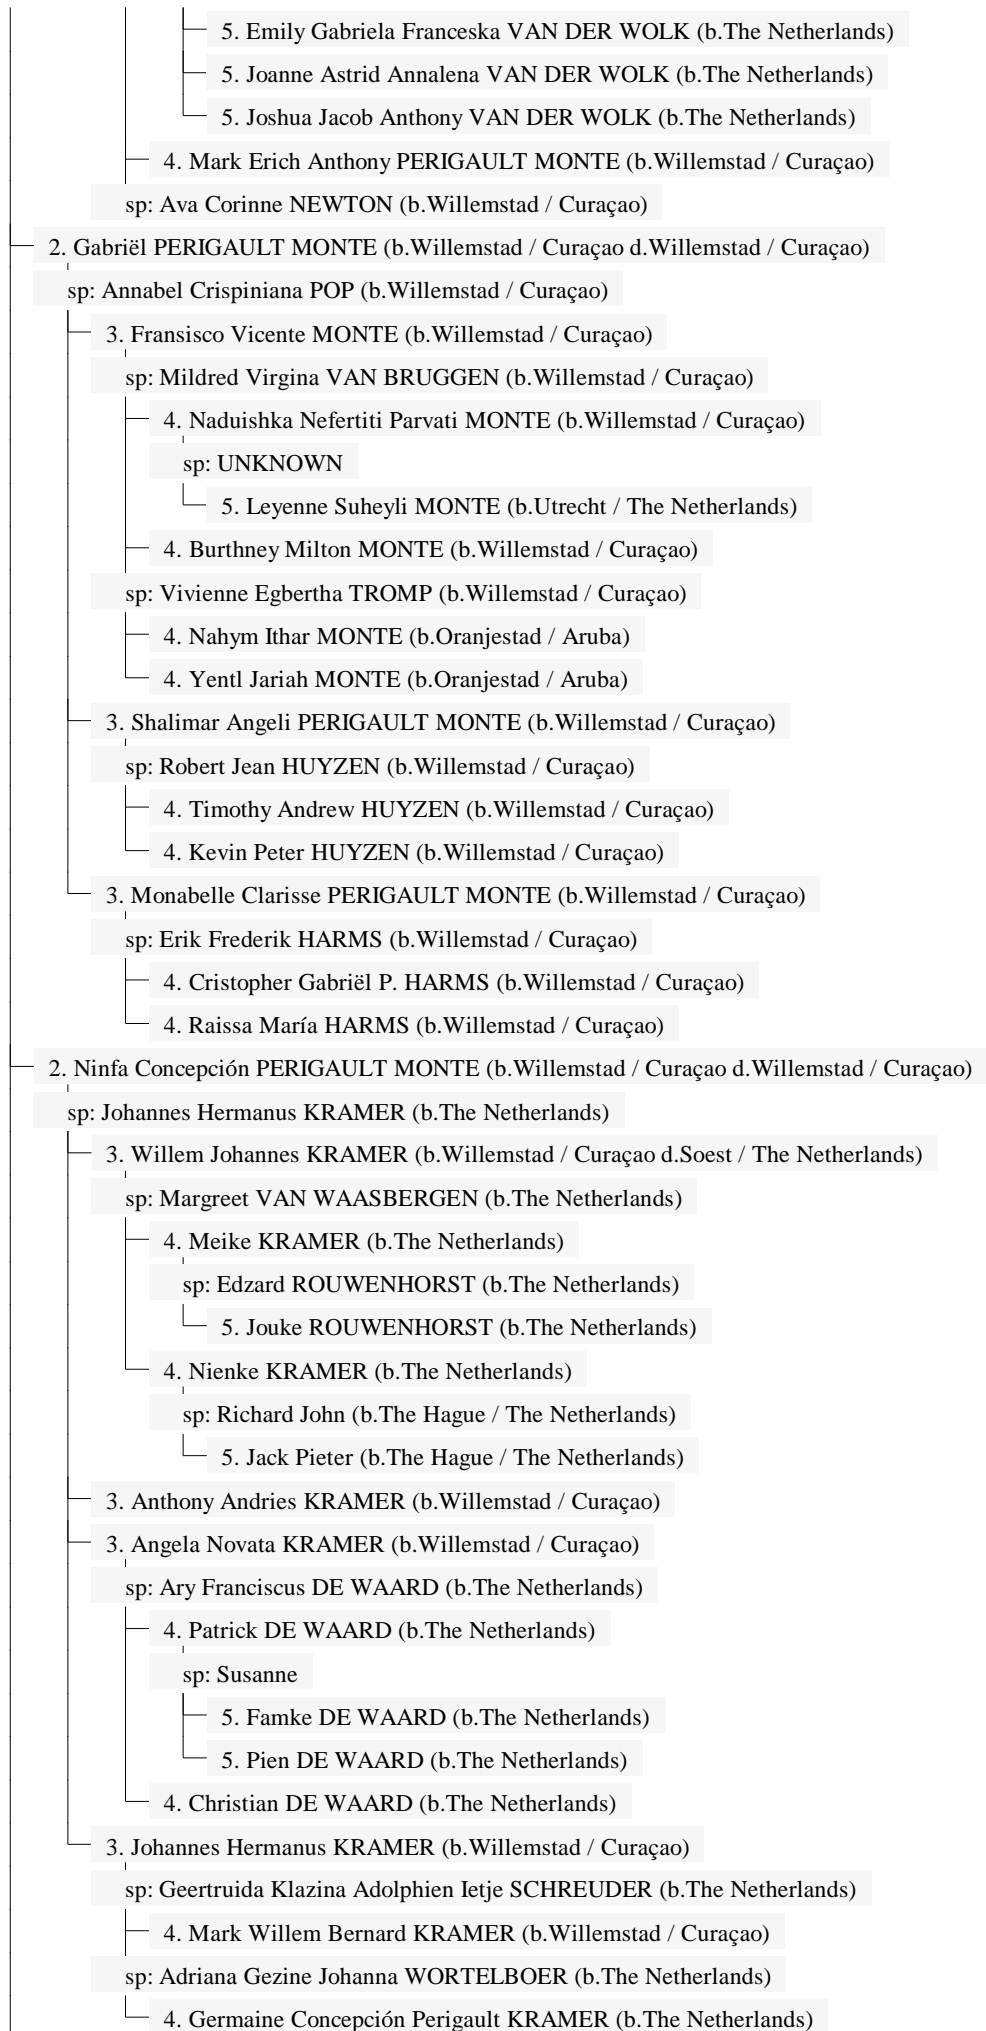 5. Emily Gabriela Franceska VAN DER WOLK (b.The Netherlands)
5. Joanne Astrid Annalena VAN DER WOLK (b.The Netherlands)
5. Joshua Jacob Anthony VAN DER WOLK (b.The Netherlands)
4. Mark Erich Anthony PERIGAULT MONTE (b.Willemstad / Curaçao)
sp: Ava Corinne NEWTON (b.Willemstad / Curaçao)
2. Gabriël PERIGAULT MONTE (b.Willemstad / Curaçao d.Willemstad / Curaçao)
sp: Annabel Crispiniana POP (b.Willemstad / Curaçao)
3. Fransisco Vicente MONTE (b.Willemstad / Curaçao)
sp: Mildred Virgina VAN BRUGGEN (b.Willemstad / Curaçao)
4. Naduishka Nefertiti Parvati MONTE (b.Willemstad / Curaçao)
sp: UNKNOWN
5. Leyenne Suheyli MONTE (b.Utrecht / The Netherlands)
4. Burthney Milton MONTE (b.Willemstad / Curaçao)
sp: Vivienne Egbertha TROMP (b.Willemstad / Curaçao)
4. Nahym Ithar MONTE (b.Oranjestad / Aruba)
4. Yentl Jariah MONTE (b.Oranjestad / Aruba)
3. Shalimar Angeli PERIGAULT MONTE (b.Willemstad / Curaçao)
sp: Robert Jean HUYZEN (b.Willemstad / Curaçao)
4. Timothy Andrew HUYZEN (b.Willemstad / Curaçao)
4. Kevin Peter HUYZEN (b.Willemstad / Curaçao)
3. Monabelle Clarisse PERIGAULT MONTE (b.Willemstad / Curaçao)
sp: Erik Frederik HARMS (b.Willemstad / Curaçao)
4. Cristopher Gabriël P. HARMS (b.Willemstad / Curaçao)
4. Raissa María HARMS (b.Willemstad / Curaçao)
2. Ninfa Concepción PERIGAULT MONTE (b.Willemstad / Curaçao d.Willemstad / Curaçao)
sp: Johannes Hermanus KRAMER (b.The Netherlands)
3. Willem Johannes KRAMER (b.Willemstad / Curaçao d.Soest / The Netherlands)
sp: Margreet VAN WAASBERGEN (b.The Netherlands)
4. Meike KRAMER (b.The Netherlands)
sp: Edzard ROUWENHORST (b.The Netherlands)
5. Jouke ROUWENHORST (b.The Netherlands)
4. Nienke KRAMER (b.The Netherlands)
sp: Richard John (b.The Hague / The Netherlands)
5. Jack Pieter (b.The Hague / The Netherlands)
3. Anthony Andries KRAMER (b.Willemstad / Curaçao)
3. Angela Novata KRAMER (b.Willemstad / Curaçao)
sp: Ary Franciscus DE WAARD (b.The Netherlands)
4. Patrick DE WAARD (b.The Netherlands)
sp: Susanne
5. Famke DE WAARD (b.The Netherlands)
5. Pien DE WAARD (b.The Netherlands)
4. Christian DE WAARD (b.The Netherlands)
3. Johannes Hermanus KRAMER (b.Willemstad / Curaçao)
sp: Geertruida Klazina Adolphien Ietje SCHREUDER (b.The Netherlands)
4. Mark Willem Bernard KRAMER (b.Willemstad / Curaçao)
sp: Adriana Gezine Johanna WORTELBOER (b.The Netherlands)
4. Germaine Concepción Perigault KRAMER (b.The Netherlands)